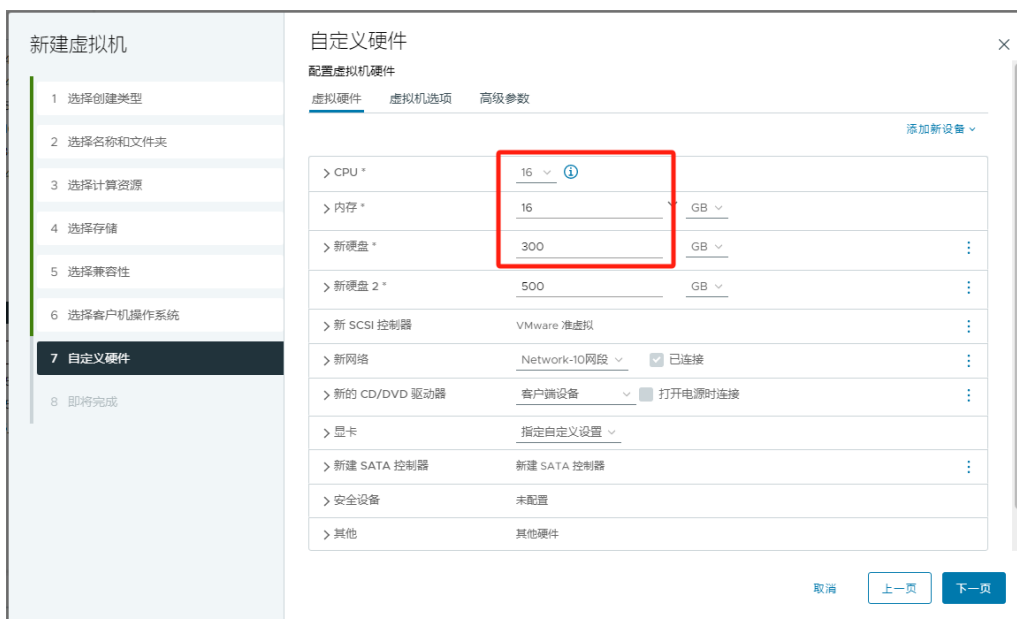 新建虚拟机
1 选择创建类型
2 选择名称和文件夹
3 选择计算资源
4 选择存储
5 选择兼容性
6 选择客户机操作系统
7 自定义硬件
8 即将完成
自定义硬件
配置虚拟机硬件
虚拟硬件 虚拟机选项 高级参数
添加新设备
CPU * 16
内存 * 16 GB
新硬盘 * 300 GB
新硬盘 2 * 500 GB
新 SCSI 控制器 VMware 准虚拟
新网络 Network-10网段 已连接
新的 CD/DVD 驱动器 客户端设备 打开电源时连接
显卡 指定自定义设置
新建 SATA 控制器 新建 SATA 控制器
安全设备 未配置
其他 其他硬件
取消 上一页 下一页